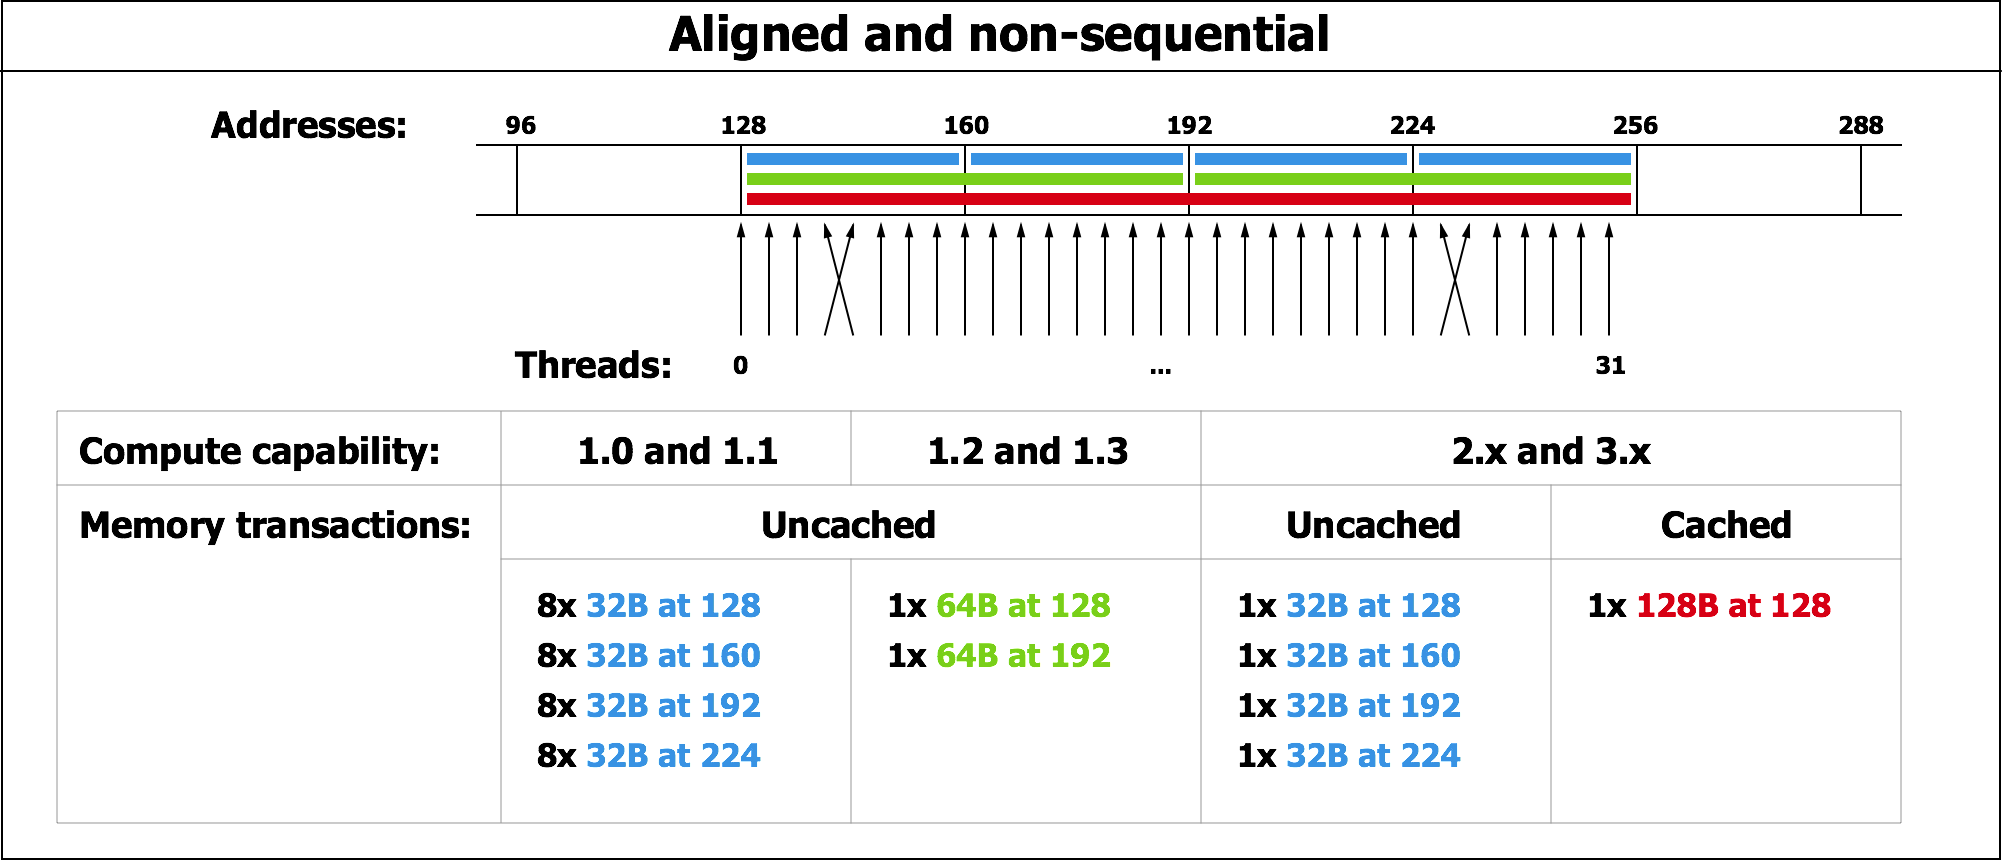 Aligned and non-sequential
Addresses: 96 128 160 192 224 256 288
Threads: 0 ... 31
Compute capability: 1.0 and 1.1 1.2 and 1.3 2.x and 3.x
Memory transactions: Uncached Uncached Cached
8x 32B at 128 1x 64B at 128 1x 32B at 128 1x 128B at 128
8x 32B at 160 1x 64B at 192 1x 32B at 160
8x 32B at 192 1x 32B at 192
8x 32B at 224 1x 32B at 224